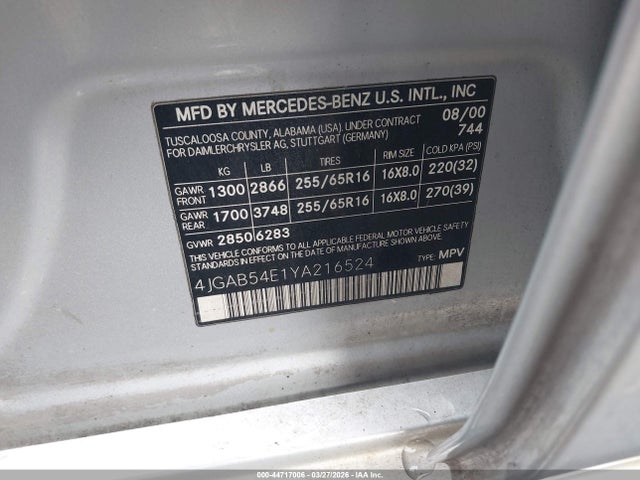 MFD BY MERCEDES-BENZ U.S. INTL., INC
TUSCALOOSA COUNTY, ALABAMA (USA). UNDER CONTRACT 08/00
FOR DAIMLERCHRYSLER AG, STUTTGART (GERMANY) 744
KG LB TIRES RIM SIZE COLD KPA (PSI)
GAWR FRONT 1300 2866 255/65R16 16X8.0 220(32)
GAWR REAR 1700 3748 255/65R16 16X8.0 270(39)
GVWR 2850 6283
THIS VEHICLE CONFORMS TO ALL APPLICABLE FEDERAL MOTOR VEHICLE SAFETY
STANDARDS IN EFFECT ON THE DATE OF MANUFACTURE SHOWN ABOVE.
4JGAB54E1YA216524 TYPE: MPV
000-44717006 - 03/27/2026 - IAAI.COM